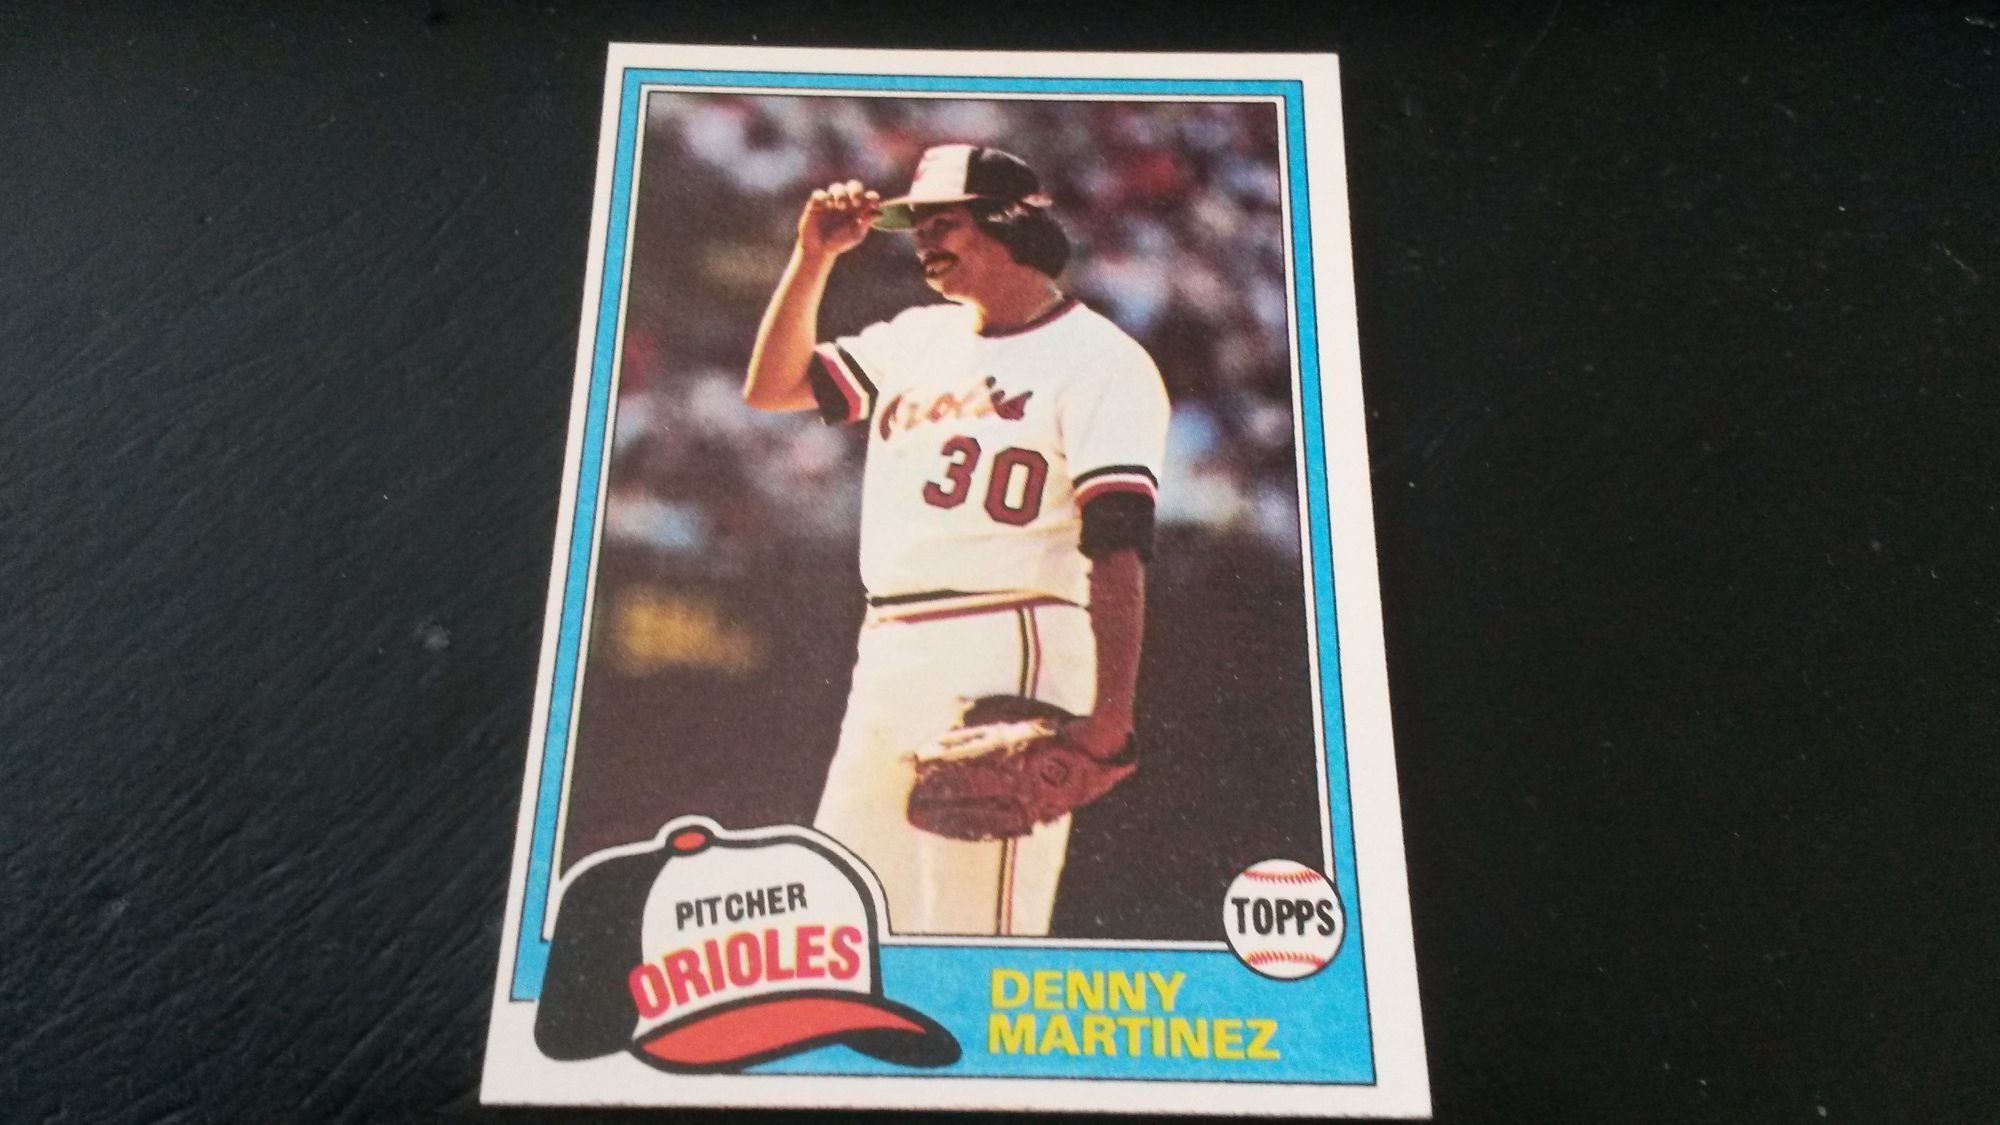 Orioles
30
PITCHER
ORIOLES
TOPPS
DENNY
MARTINEZ